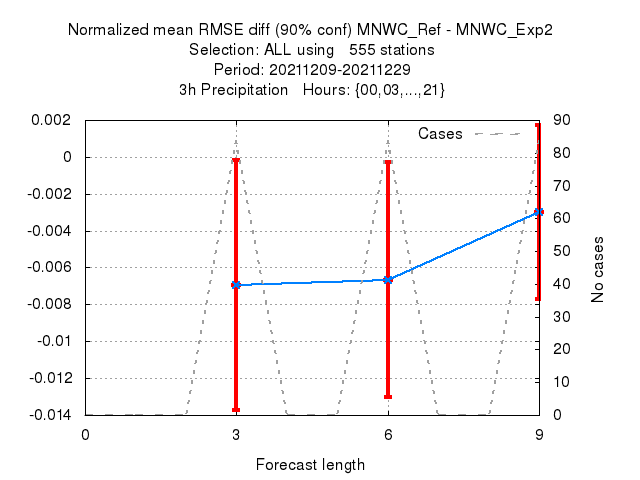 Normalized mean RMSE diff (90% conf) MNWC_Ref - MNWC_Exp2
Selection: ALL using   555 stations
Period: 20211209-20211229
3h Precipitation   Hours: {00,03,...,21}
Cases
0.002
0
-0.002
-0.004
-0.006
-0.008
-0.01
-0.012
-0.014
90
80
70
60
50
40
30
20
10
0
No cases
0 3 6 9
Forecast length